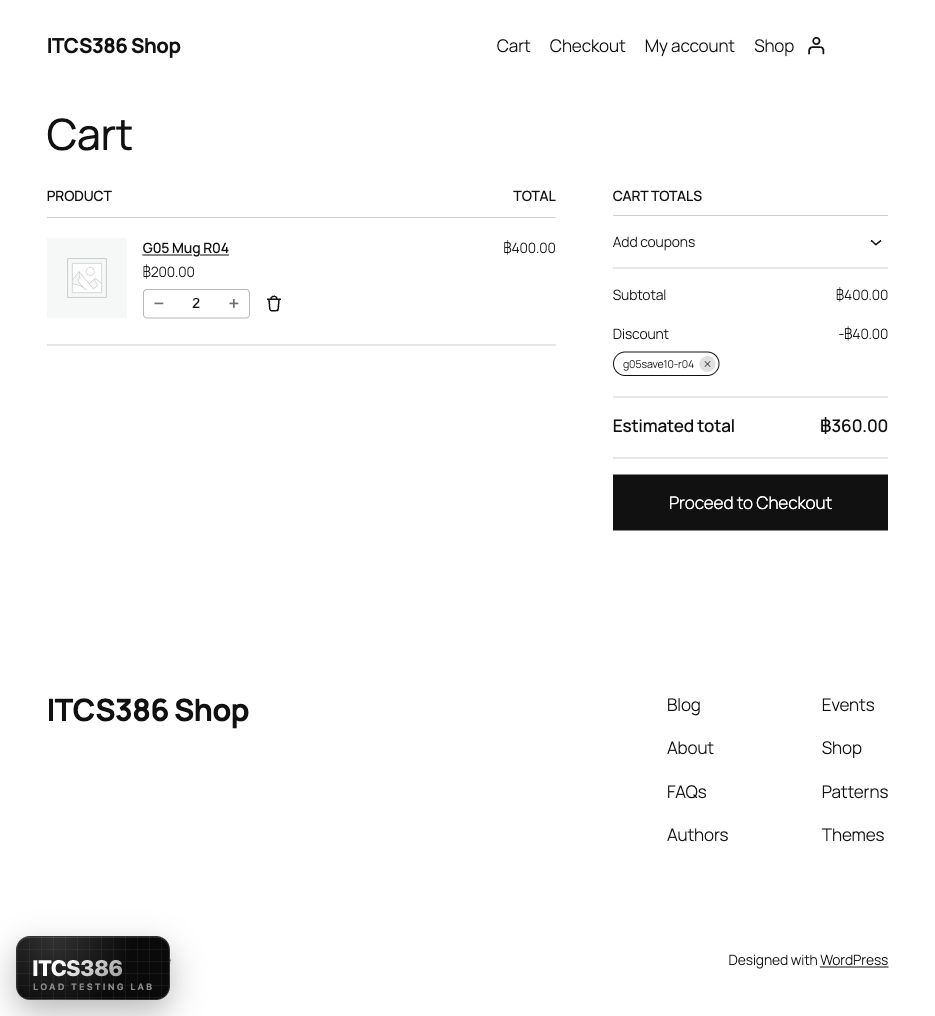 ITCS386 Shop
Cart Checkout My account Shop
Cart
PRODUCT TOTAL
G05 Mug R04 ฿400.00
฿200.00
− 2 +
CART TOTALS
Add coupons
Subtotal ฿400.00
Discount -฿40.00
g05save10-r04 ×
Estimated total ฿360.00
Proceed to Checkout
ITCS386 Shop
Blog Events
About Shop
FAQs Patterns
Authors Themes
Designed with WordPress
ITCS386
LOAD TESTING LAB